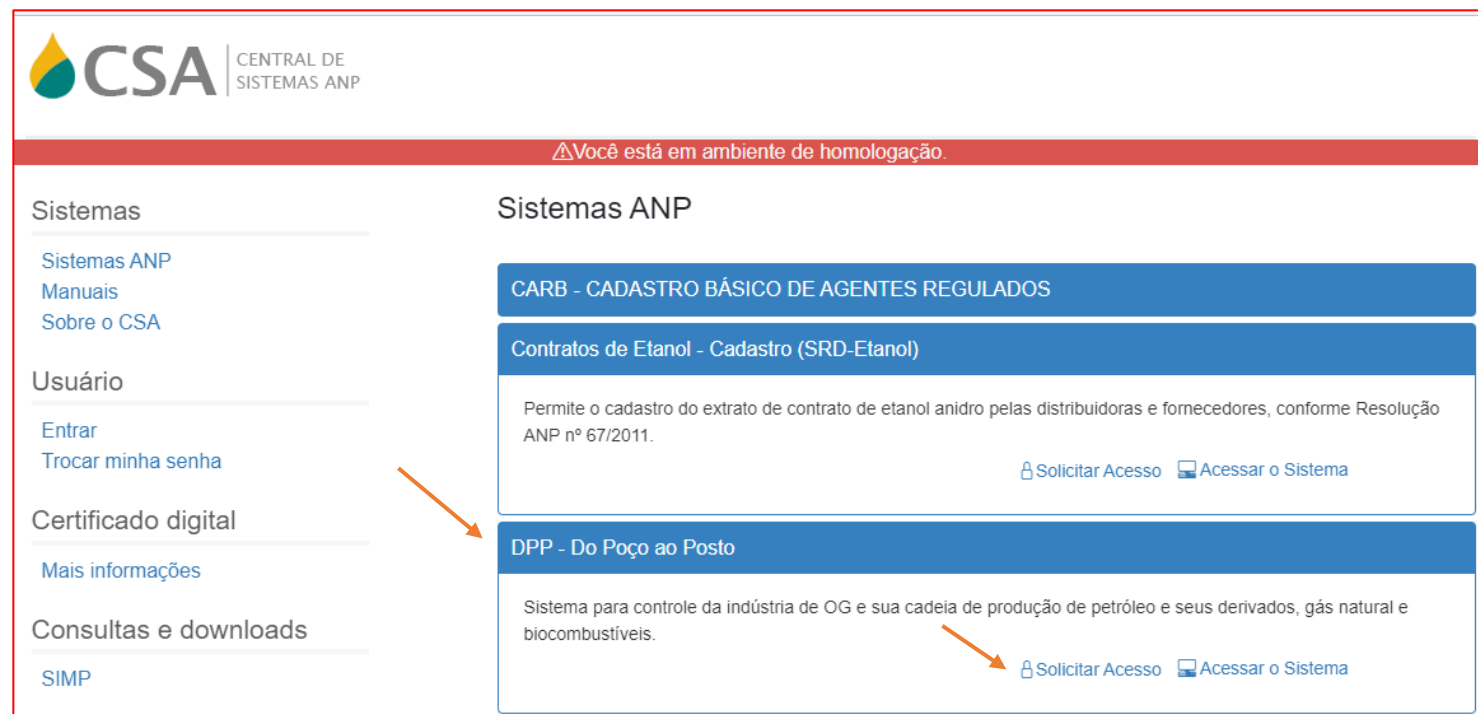 CSA
CENTRAL DE
SISTEMAS ANP
⚠Você está em ambiente de homologação.
Sistemas
Sistemas ANP
Manuais
Sobre o CSA
Usuário
Entrar
Trocar minha senha
Certificado digital
Mais informações
Consultas e downloads
SIMP
Sistemas ANP
CARB - CADASTRO BÁSICO DE AGENTES REGULADOS
Contratos de Etanol - Cadastro (SRD-Etanol)
Permite o cadastro do extrato de contrato de etanol anidro pelas distribuidoras e fornecedores, conforme Resolução
ANP nº 67/2011.
Solicitar Acesso Acessar o Sistema
DPP - Do Poço ao Posto
Sistema para controle da indústria de OG e sua cadeia de produção de petróleo e seus derivados, gás natural e
biocombustíveis.
Solicitar Acesso Acessar o Sistema